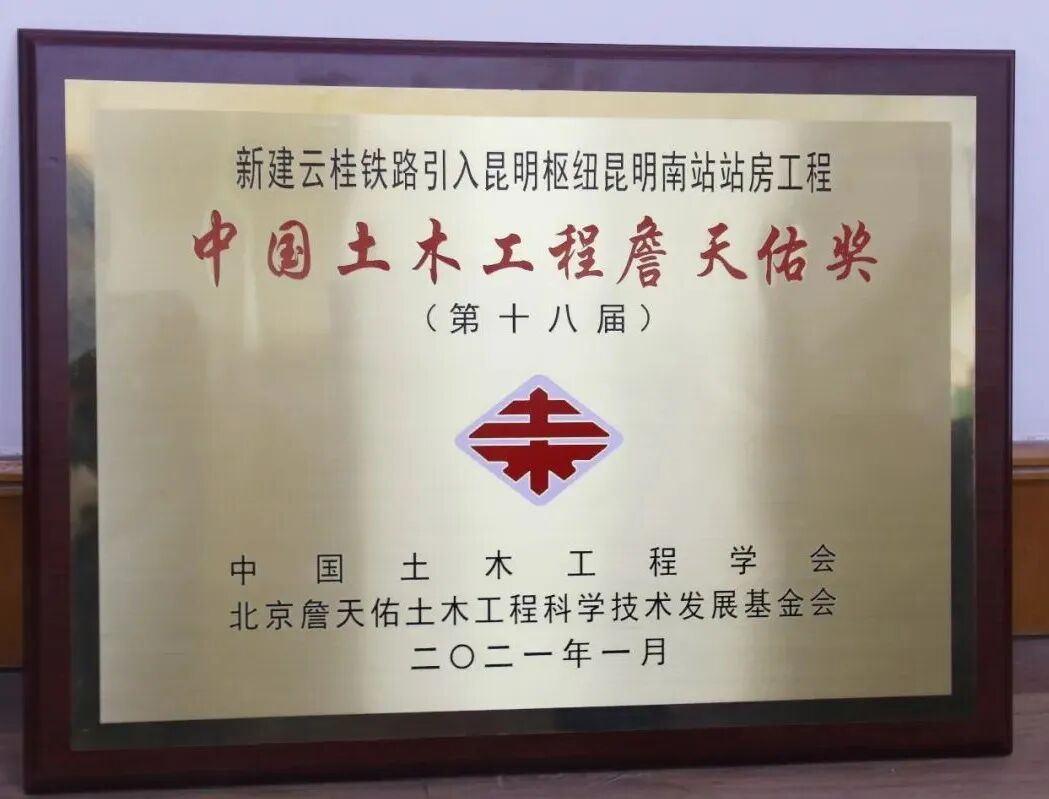 新建云桂铁路引入昆明枢纽昆明南站站房工程
中国土木工程詹天佑奖
（第十八届）
中国土木工程学会
北京詹天佑土木工程科学技术发展基金会
二〇二一年一月